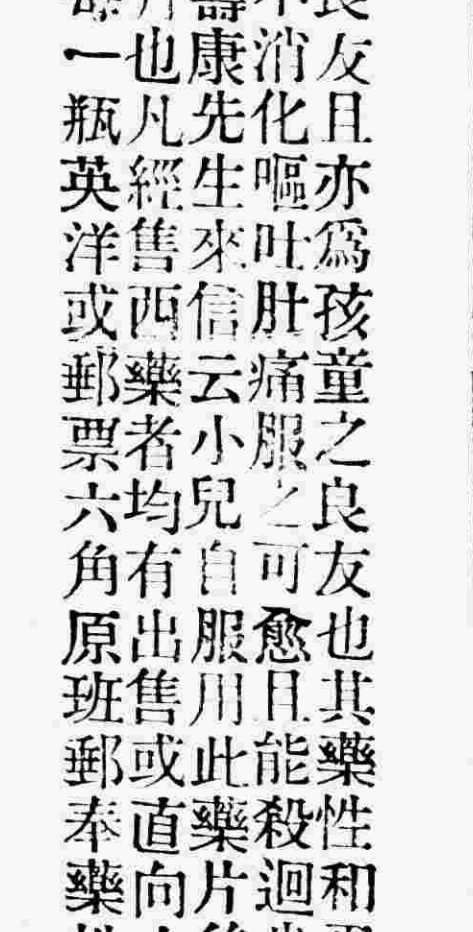 友且亦爲孩童之良友也其藥性和
消化嘔吐肚痛服之可愈且能殺迴
康先生來信云小兒自服用此藥片
也凡經售西藥者均有出售或直向
一瓶英洋或郵票六角原班郵奉藥